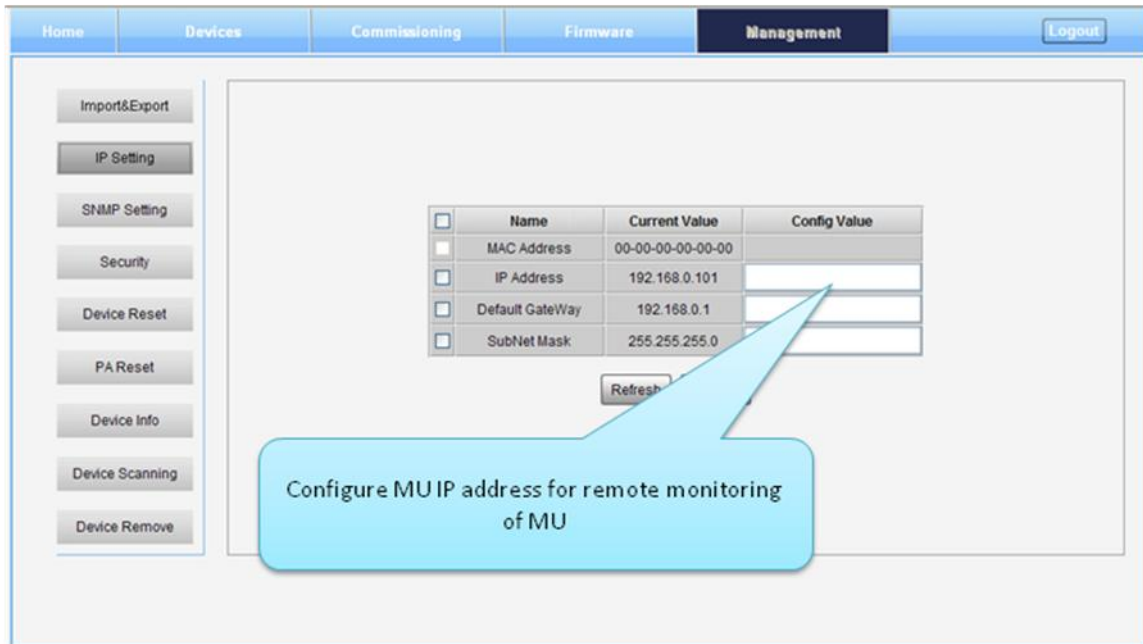 Home Devices Commissioning Firmware Management Logout
Import&Export
IP Setting
SNMP Setting
Security
Device Reset
PA Reset
Device Info
Device Scanning
Device Remove
Name Current Value Config Value
MAC Address 00-00-00-00-00-00
IP Address 192.168.0.101
Default GateWay 192.168.0.1
SubNet Mask 255.255.255.0
Refresh
Configure MU IP address for remote monitoring
of MU